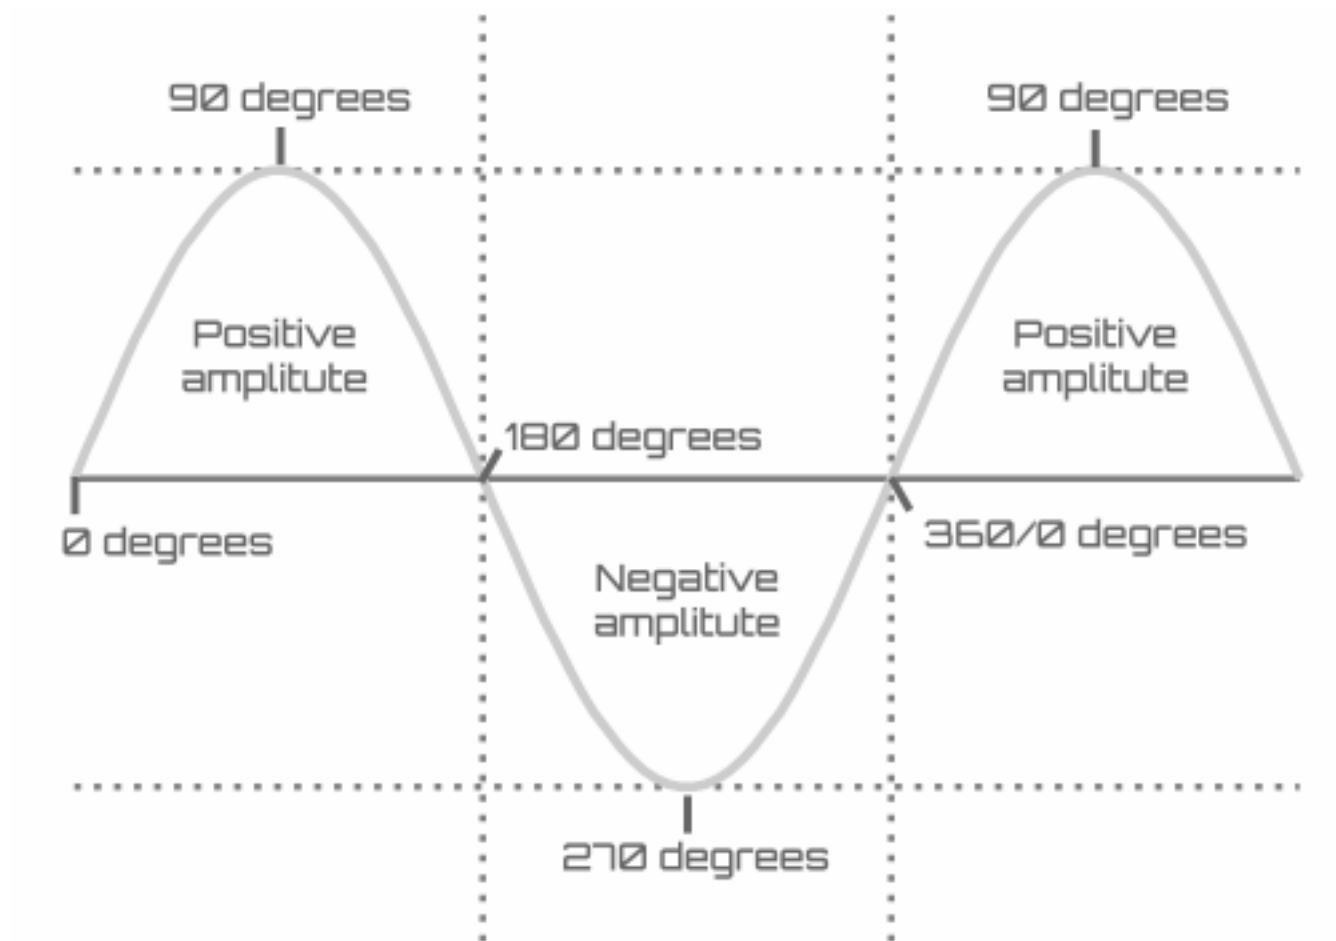 90 degrees
90 degrees
Positive
amplitute
Positive
amplitute
180 degrees
0 degrees
360/0 degrees
Negative
amplitute
270 degrees